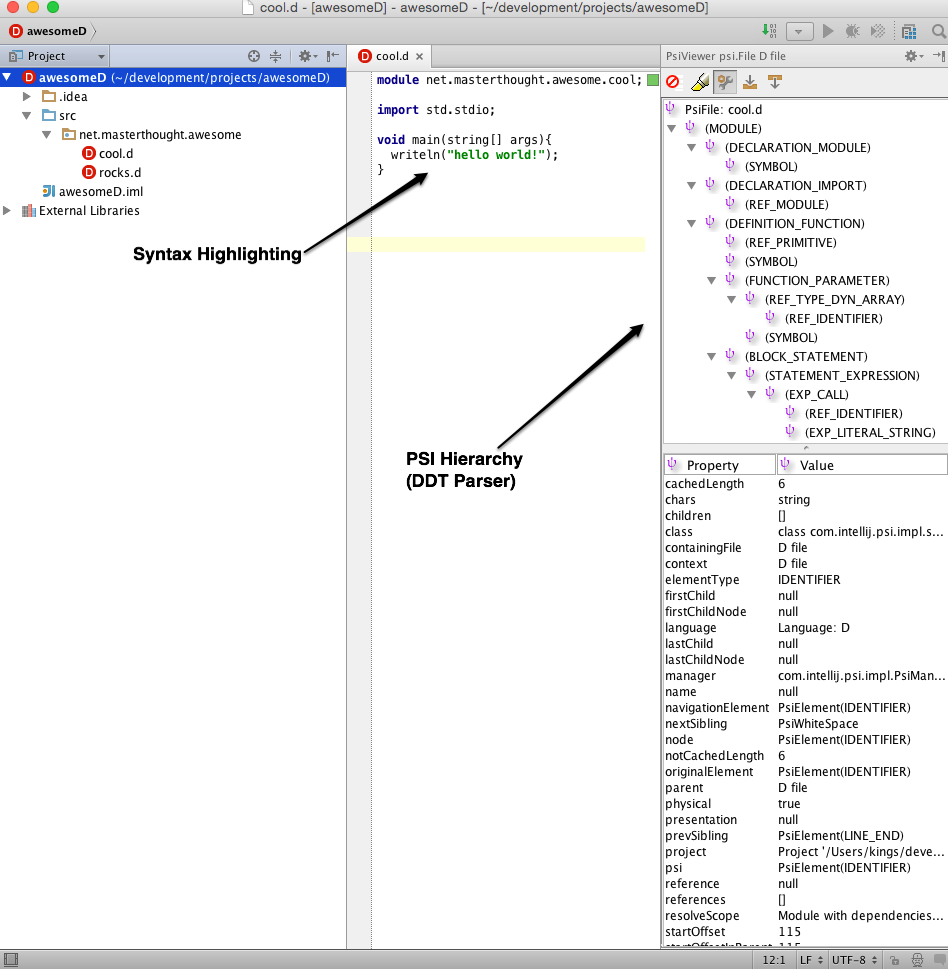 cool.d - [awesomeD] - awesomeD - [~/development/projects/awesomeD]
awesomeD
Project
awesomeD (~/development/projects/awesomeD)
.idea
src
net.masterthought.awesome
cool.d
rocks.d
awesomeD.iml
External Libraries
cool.d
module net.masterthought.awesome.cool;
import std.stdio;
void main(string[] args){
writeln("hello world!");
}
Syntax Highlighting
PSI Hierarchy
(DDT Parser)
PsiViewer psi.File D file
PsiFile: cool.d
(MODULE)
(DECLARATION_MODULE)
(SYMBOL)
(DECLARATION_IMPORT)
(REF_MODULE)
(DEFINITION_FUNCTION)
(REF_PRIMITIVE)
(SYMBOL)
(FUNCTION_PARAMETER)
(REF_TYPE_DYN_ARRAY)
(REF_IDENTIFIER)
(SYMBOL)
(BLOCK_STATEMENT)
(STATEMENT_EXPRESSION)
(EXP_CALL)
(REF_IDENTIFIER)
(EXP_LITERAL_STRING)
Property Value
cachedLength 6
chars string
children []
class class com.intellij.psi.impl.s...
containingFile D file
context D file
elementType IDENTIFIER
firstChild null
firstChildNode null
language Language: D
lastChild null
lastChildNode null
manager com.intellij.psi.impl.PsiMan...
name null
navigationElement PsiElement(IDENTIFIER)
nextSibling PsiWhiteSpace
node PsiElement(IDENTIFIER)
notCachedLength 6
originalElement PsiElement(IDENTIFIER)
parent D file
physical true
presentation null
prevSibling PsiElement(LINE_END)
project Project '/Users/kings/deve...
psi PsiElement(IDENTIFIER)
reference null
references []
resolveScope Module with dependencies...
startOffset 115
startOffsetInParent 115
12:1 LF UTF-8